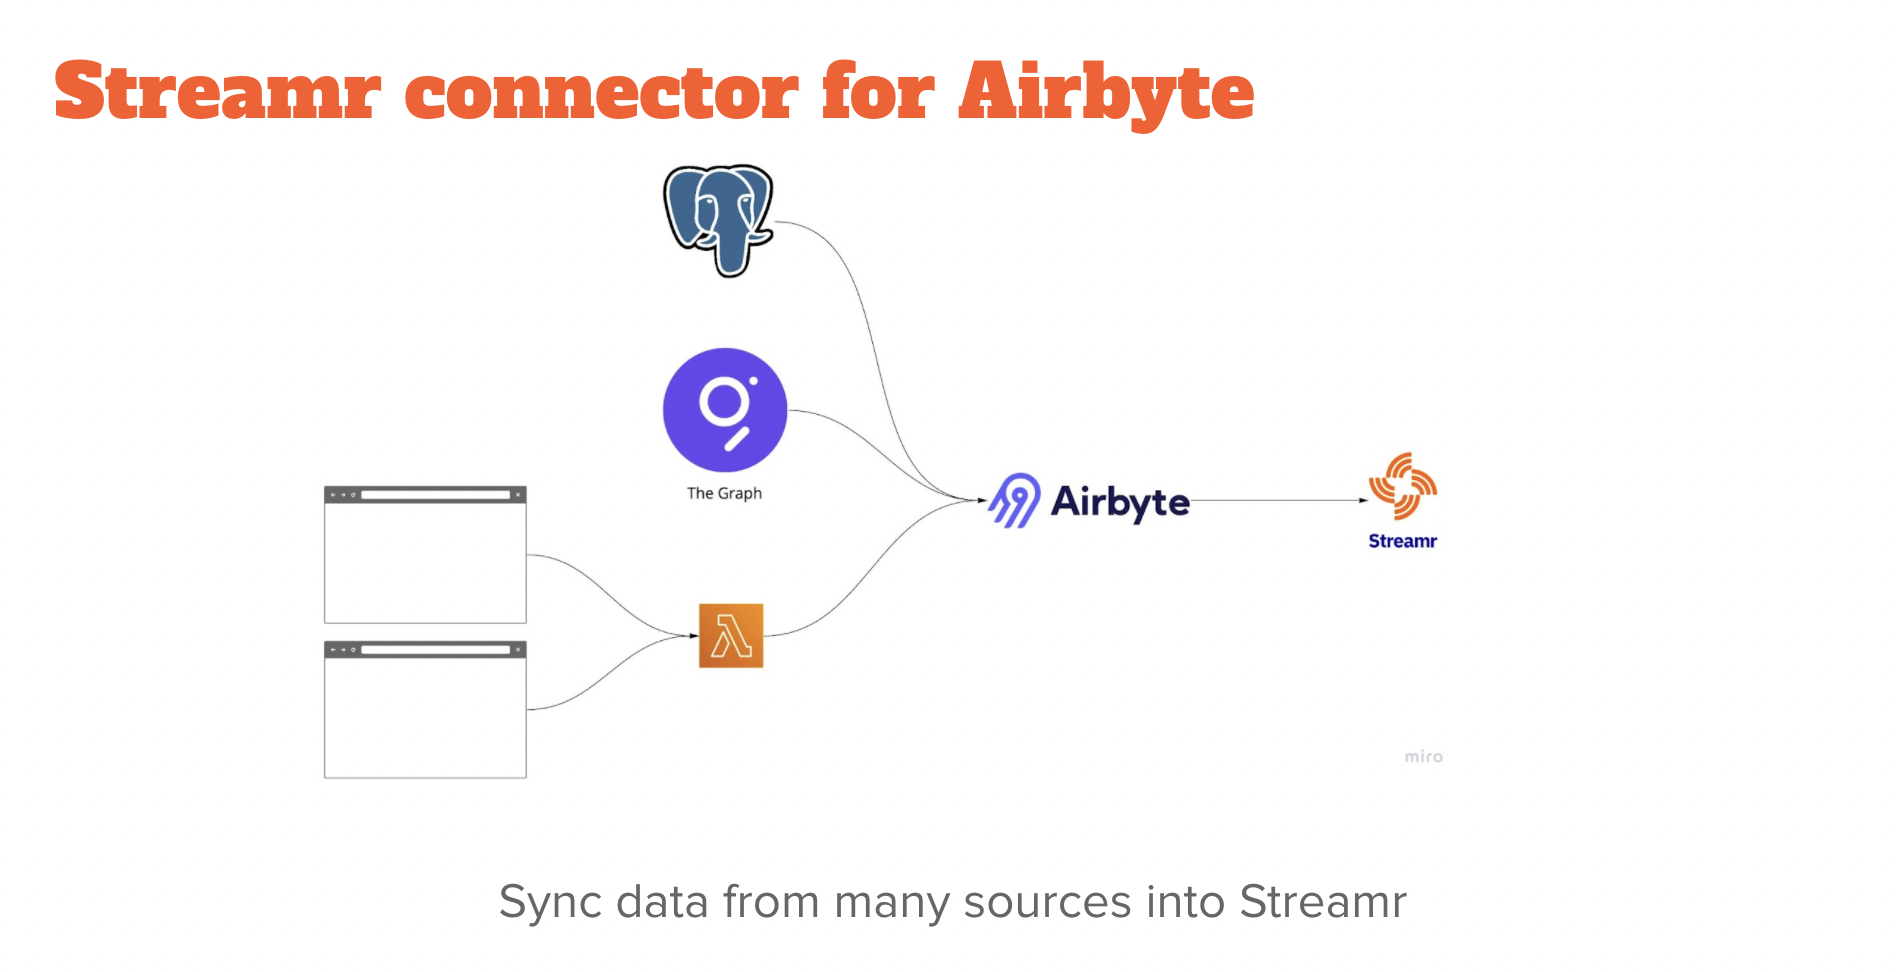 Streamr connector for Airbyte
The Graph
Airbyte
Streamr
miro
Sync data from many sources into Streamr